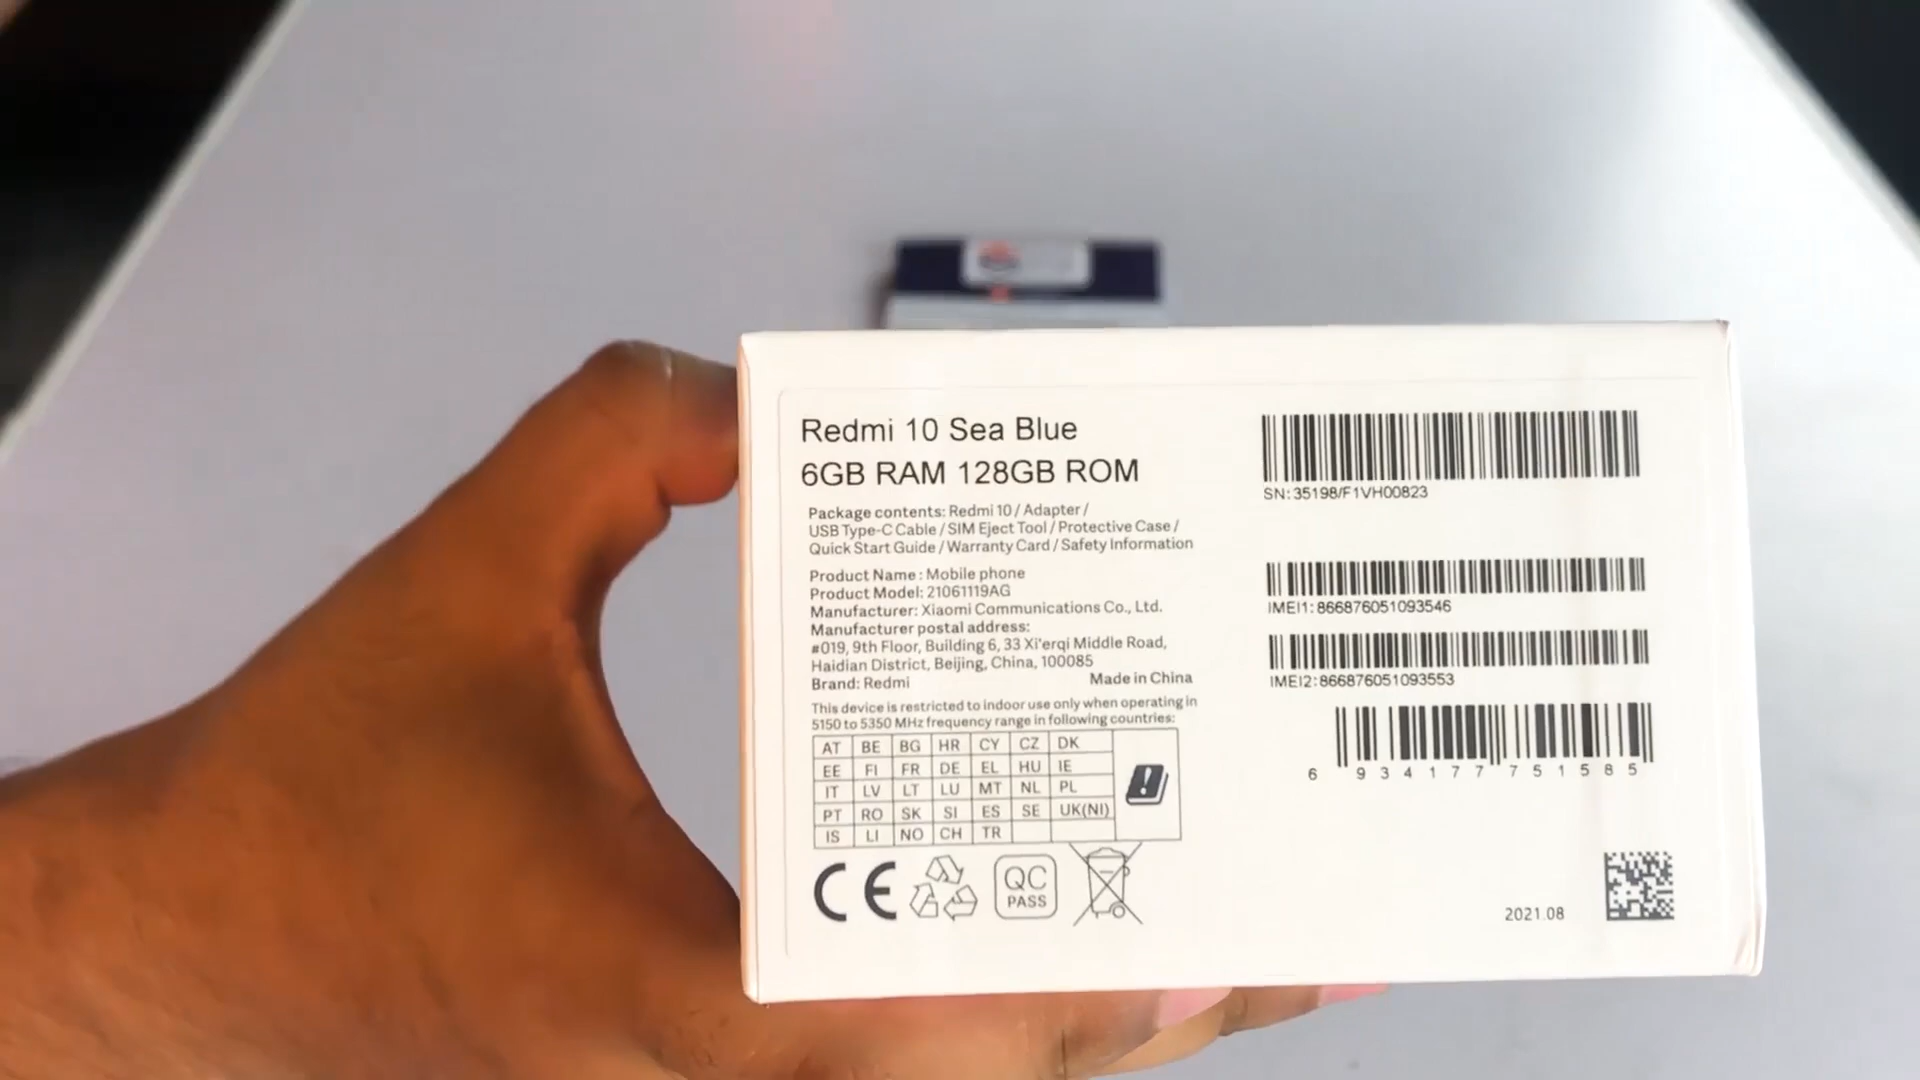 Redmi 10 Sea Blue
6GB RAM 128GB ROM
Package contents: Redmi 10 / Adapter /
USB Type-C Cable / SIM Eject Tool / Protective Case /
Quick Start Guide / Warranty Card / Safety Information
Product Name : Mobile phone
Product Model: 21061119AG
Manufacturer: Xiaomi Communications Co., Ltd.
Manufacturer postal address:
#019, 9th Floor, Building 6, 33 Xi'erqi Middle Road,
Haidian District, Beijing, China, 100085
Brand: Redmi Made in China
This device is restricted to indoor use only when operating in
5150 to 5350 MHz frequency range in following countries:
AT BE BG HR CY CZ DK
EE FI FR DE EL HU IE
IT LV LT LU MT NL PL
PT RO SK SI ES SE UK(NI)
IS LI NO CH TR
CE
QC
PASS
SN: 35198/F1VH00823
IMEI1: 866876051093546
IMEI2: 866876051093553
6 934177 751585
2021.08